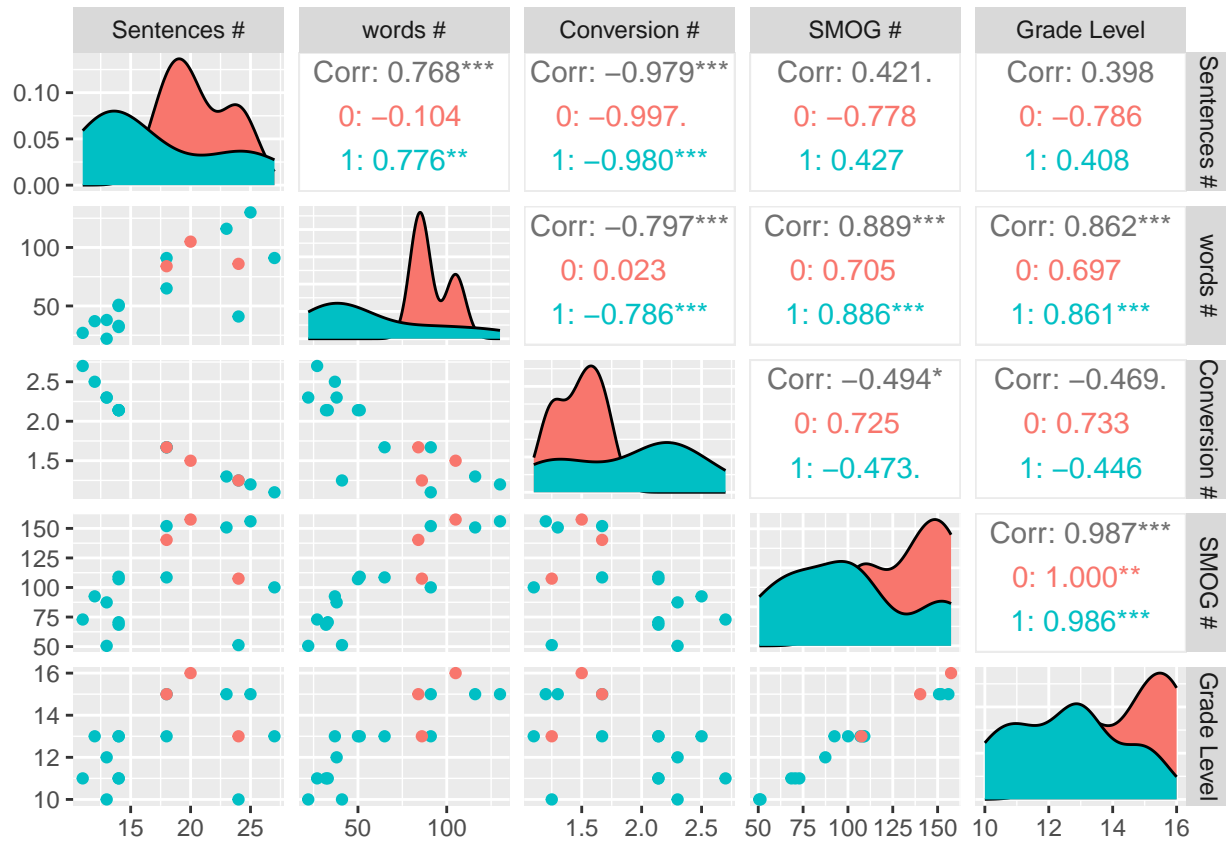 Sentences # words # Conversion # SMOG # Grade Level
Corr: 0.768*** Corr: −0.979*** Corr: 0.421. Corr: 0.398
0: −0.104 0: −0.997. 0: −0.778 0: −0.786
1: 0.776** 1: −0.980*** 1: 0.427 1: 0.408
Sentences #
0.10
0.05
0.00
Corr: −0.797*** Corr: 0.889*** Corr: 0.862***
0: 0.023 0: 0.705 0: 0.697
1: −0.786*** 1: 0.886*** 1: 0.861***
words #
100
50
Corr: −0.494* Corr: −0.469.
0: 0.725 0: 0.733
1: −0.473. 1: −0.446
Conversion #
2.5
2.0
1.5
Corr: 0.987***
0: 1.000**
1: 0.986***
SMOG #
150
125
100
75
50
Grade Level
16
14
12
10
15 20 25 50 100 1.5 2.0 2.5 50 75 100 125 150 10 12 14 16